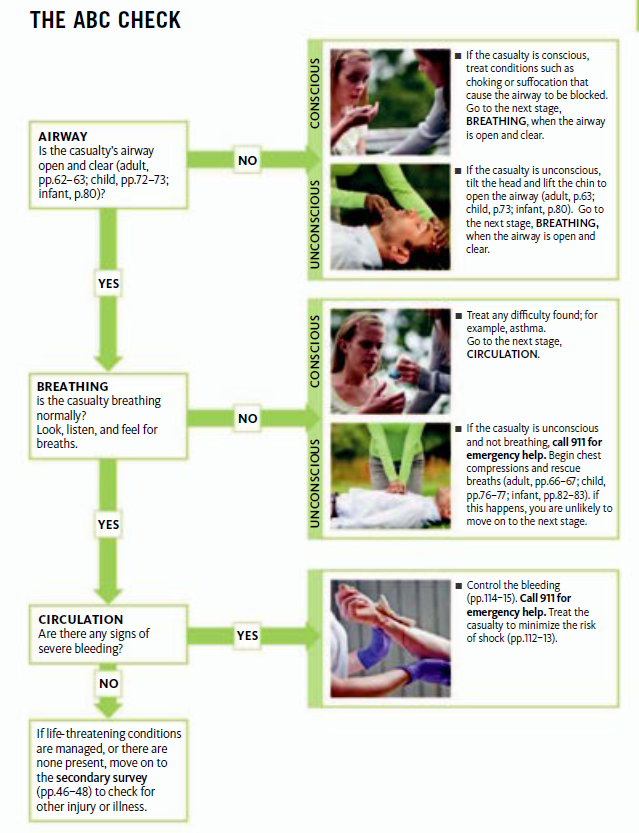 THE ABC CHECK
AIRWAY
Is the casualty's airway
open and clear (adult,
pp.62–63; child, pp.72–73;
infant, p.80)?
NO
CONSCIOUS
If the casualty is conscious,
treat conditions such as
choking or suffocation that
cause the airway to be blocked.
Go to the next stage,
BREATHING, when the airway
is open and clear.
UNCONSCIOUS
If the casualty is unconscious,
tilt the head and lift the chin to
open the airway (adult, p.63;
child, p.73; infant, p.80). Go to
the next stage, BREATHING,
when the airway is open and
clear.
YES
BREATHING
is the casualty breathing
normally?
Look, listen, and feel for
breaths.
NO
CONSCIOUS
Treat any difficulty found; for
example, asthma.
Go to the next stage,
CIRCULATION.
UNCONSCIOUS
If the casualty is unconscious
and not breathing, call 911 for
emergency help. Begin chest
compressions and rescue
breaths (adult, pp.66–67; child,
pp.76–77; infant, pp.82–83). if
this happens, you are unlikely to
move on to the next stage.
YES
CIRCULATION
Are there any signs of
severe bleeding?
YES
Control the bleeding
(pp.114–15). Call 911 for
emergency help. Treat the
casualty to minimize the risk
of shock (pp.112–13).
NO
If life-threatening conditions
are managed, or there are
none present, move on to
the secondary survey
(pp.46–48) to check for
other injury or illness.